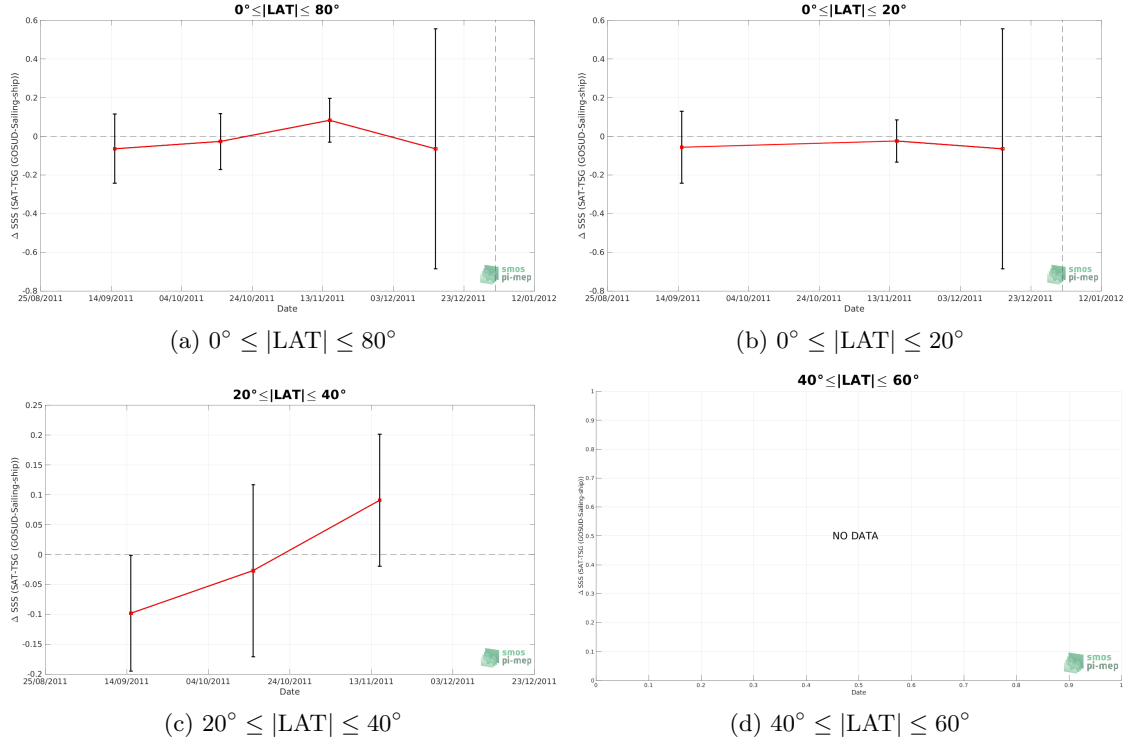 0°≤|LAT|≤ 80°
Δ SSS (SAT-TSG (GOSUD-Sailing-ship))
0.6
0.4
0.2
0
-0.2
-0.4
-0.6
-0.8
25/08/2011 14/09/2011 04/10/2011 24/10/2011 13/11/2011 03/12/2011 23/12/2011 12/01/2012
Date
smos
pi-mep
(a) 0° ≤ |LAT| ≤ 80°
0°≤|LAT|≤ 20°
Δ SSS (SAT-TSG (GOSUD-Sailing-ship))
0.6
0.4
0.2
0
-0.2
-0.4
-0.6
-0.8
25/08/2011 14/09/2011 04/10/2011 24/10/2011 13/11/2011 03/12/2011 23/12/2011 12/01/2012
Date
smos
pi-mep
(b) 0° ≤ |LAT| ≤ 20°
20°≤|LAT|≤ 40°
Δ SSS (SAT-TSG (GOSUD-Sailing-ship))
0.25
0.2
0.15
0.1
0.05
0
-0.05
-0.1
-0.15
-0.2
25/08/2011 14/09/2011 04/10/2011 24/10/2011 13/11/2011 03/12/2011 23/12/2011
Date
smos
pi-mep
(c) 20° ≤ |LAT| ≤ 40°
40°≤|LAT|≤ 60°
Δ SSS (SAT-TSG (GOSUD-Sailing-ship))
1
0.9
0.8
0.7
0.6
0.5
0.4
0.3
0.2
0.1
0
NO DATA
0 0.1 0.2 0.3 0.4 0.5 0.6 0.7 0.8 0.9 1
Date
smos
pi-mep
(d) 40° ≤ |LAT| ≤ 60°